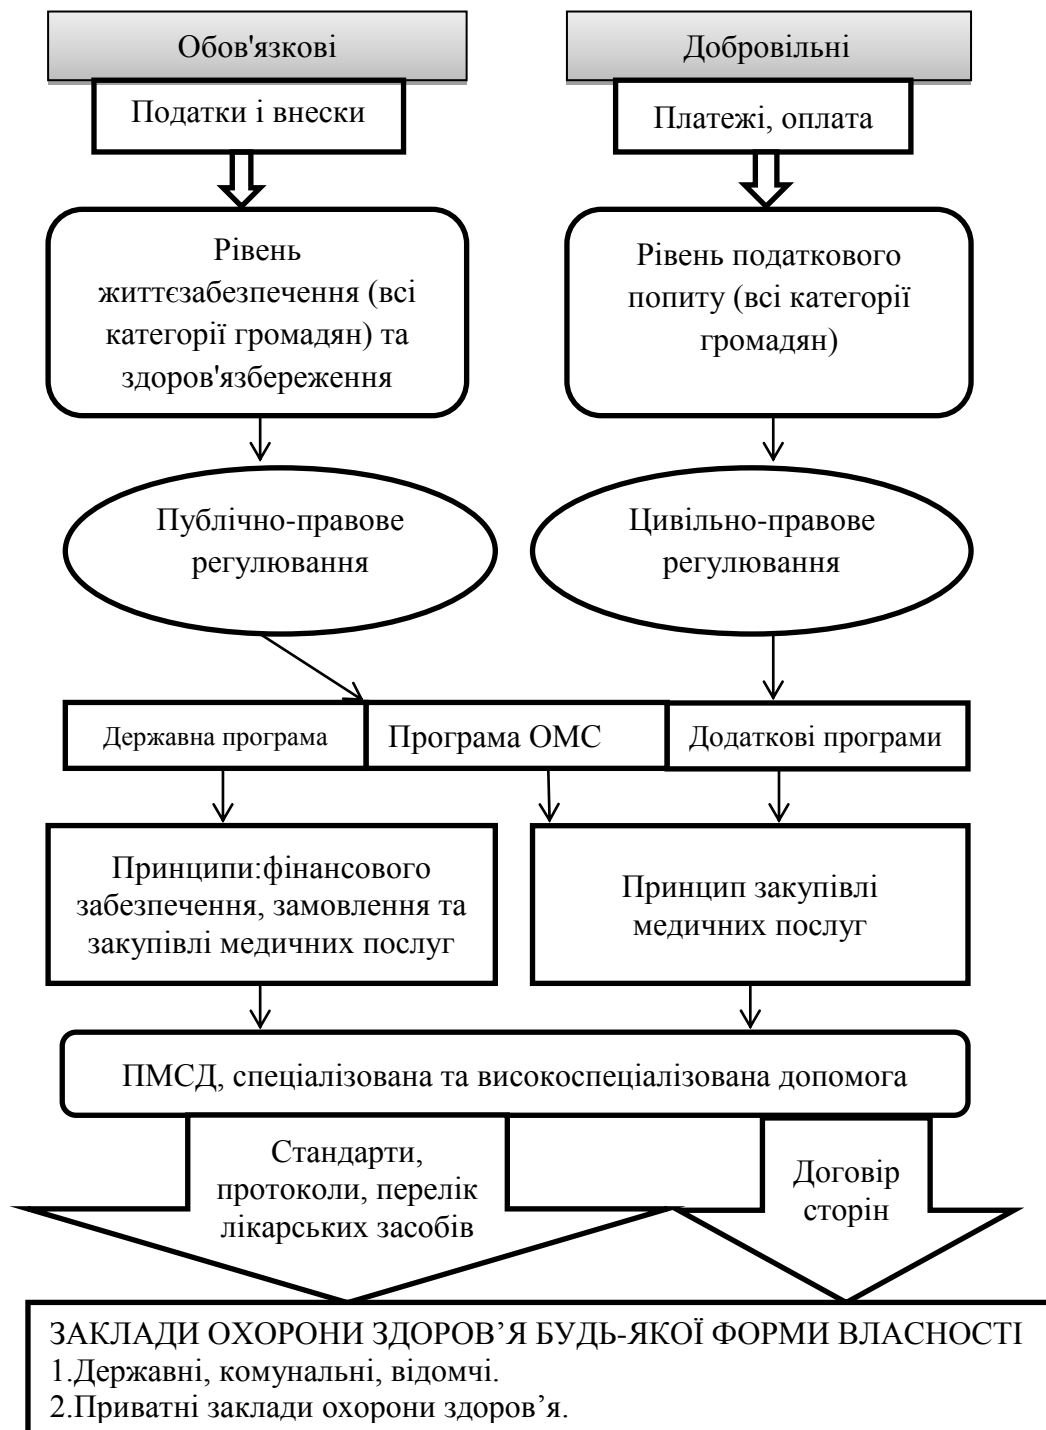 Обов'язкові
Добровільні
Податки і внески
Платежі, оплата
Рівень
життєзабезпечення (всі
категорії громадян) та
здоров'язбереження
Рівень податкового
попиту (всі категорії
громадян)
Публічно-правове
регулювання
Цивільно-правове
регулювання
Державна програма
Програма ОМС
Додаткові програми
Принципи:фінансового
забезпечення, замовлення та
закупівлі медичних послуг
Принцип закупівлі
медичних послуг
ПМСД, спеціалізована та високоспеціалізована допомога
Стандарти,
протоколи, перелік
лікарських засобів
Договір
сторін
ЗАКЛАДИ ОХОРОНИ ЗДОРОВ’Я БУДЬ-ЯКОЇ ФОРМИ ВЛАСНОСТІ
1.Державні, комунальні, відомчі.
2.Приватні заклади охорони здоров’я.